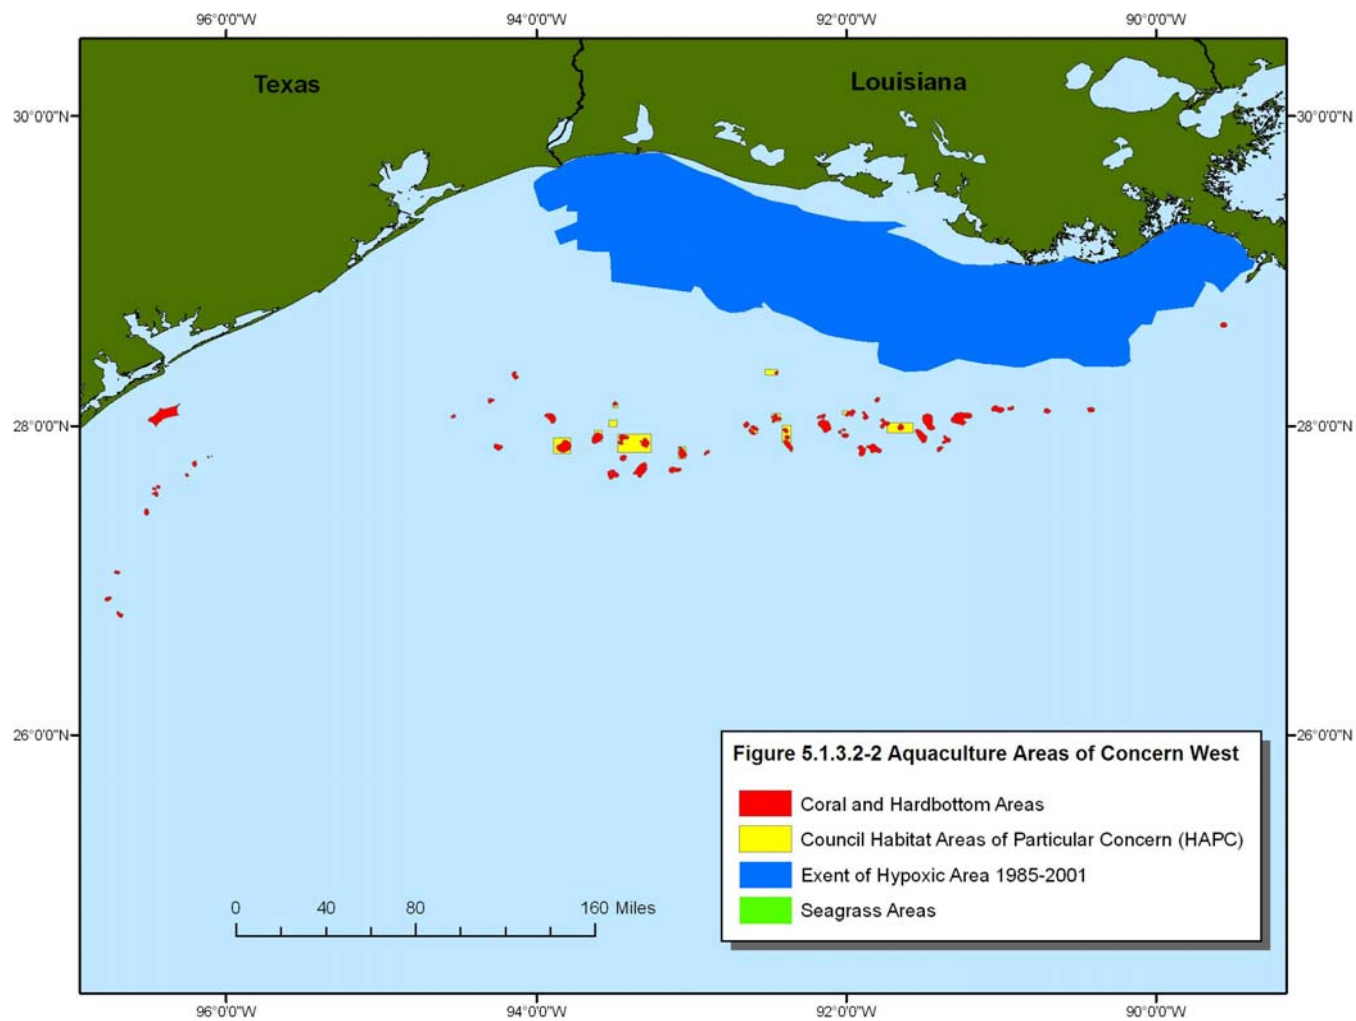 96°0'0"W 94°0'0"W 92°0'0"W 90°0'0"W
Texas
Louisiana
30°0'0"N 30°0'0"N
28°0'0"N 28°0'0"N
26°0'0"N 26°0'0"N
Figure 5.1.3.2-2 Aquaculture Areas of Concern West
Coral and Hardbottom Areas
Council Habitat Areas of Particular Concern (HAPC)
Exent of Hypoxic Area 1985-2001
Seagrass Areas
0 40 80 160 Miles
96°0'0"W 94°0'0"W 92°0'0"W 90°0'0"W